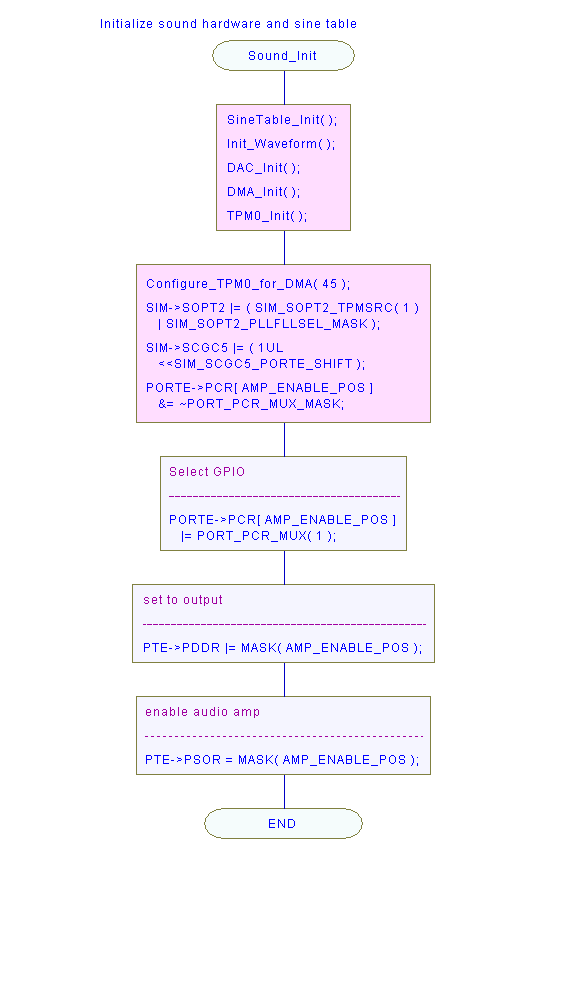 Initialize sound hardware and sine table
Sound_Init
SineTable_Init( );
Init_Waveform( );
DAC_Init( );
DMA_Init( );
TPM0_Init( );
Configure_TPM0_for_DMA( 45 );
SIM->SOPT2 |= ( SIM_SOPT2_TPMSRC( 1 )
| SIM_SOPT2_PLLFLLSEL_MASK );
SIM->SCGC5 |= ( 1UL
<<SIM_SCGC5_PORTE_SHIFT );
PORTE->PCR[ AMP_ENABLE_POS ]
&= ~PORT_PCR_MUX_MASK;
Select GPIO
PORTE->PCR[ AMP_ENABLE_POS ]
|= PORT_PCR_MUX( 1 );
set to output
PTE->PDDR |= MASK( AMP_ENABLE_POS );
enable audio amp
PTE->PSOR = MASK( AMP_ENABLE_POS );
END